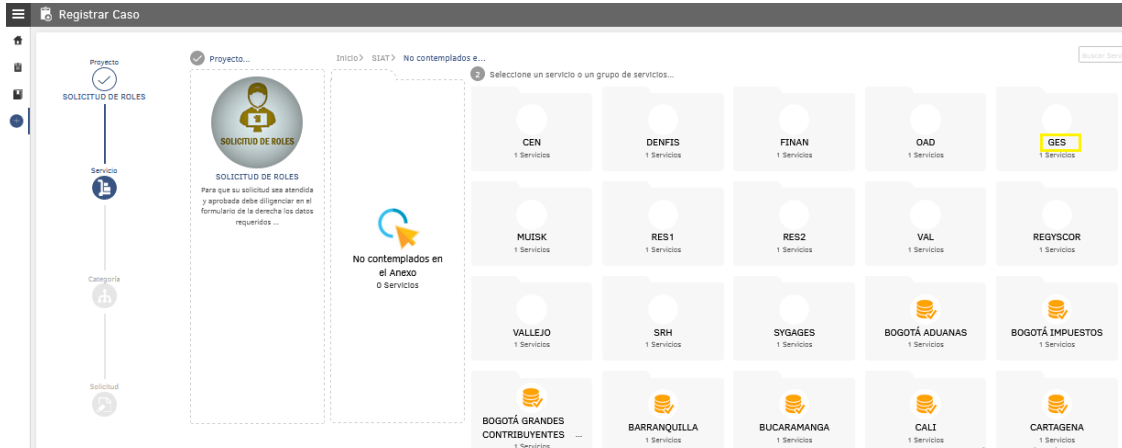 Registrar Caso
Proyecto
SOLICITUD DE ROLES
Servicio
Categoría
Solicitud
Proyecto...
SOLICITUD DE ROLES
SOLICITUD DE ROLES
Para que su solicitud sea atendida
y aprobada debe diligenciar en el
formulario de la derecha los datos
requeridos ...
Inicio> SIAT> No contemplados e...
No contemplados en
el Anexo
0 Servicios
2 Seleccione un servicio o un grupo de servicios...
Buscar Serv
CEN
1 Servicios
DENFIS
1 Servicios
FINAN
1 Servicios
OAD
1 Servicios
GES
1 Servicios
MUISK
1 Servicios
RES1
1 Servicios
RES2
1 Servicios
VAL
1 Servicios
REGYSCOR
1 Servicios
VALLEJO
1 Servicios
SRH
1 Servicios
SYGAGES
1 Servicios
BOGOTÁ ADUANAS
1 Servicios
BOGOTÁ IMPUESTOS
1 Servicios
BOGOTÁ GRANDES
CONTRIBUYENTES ...
1 Servicios
BARRANQUILLA
1 Servicios
BUCARAMANGA
1 Servicios
CALI
1 Servicios
CARTAGENA
1 Servicios